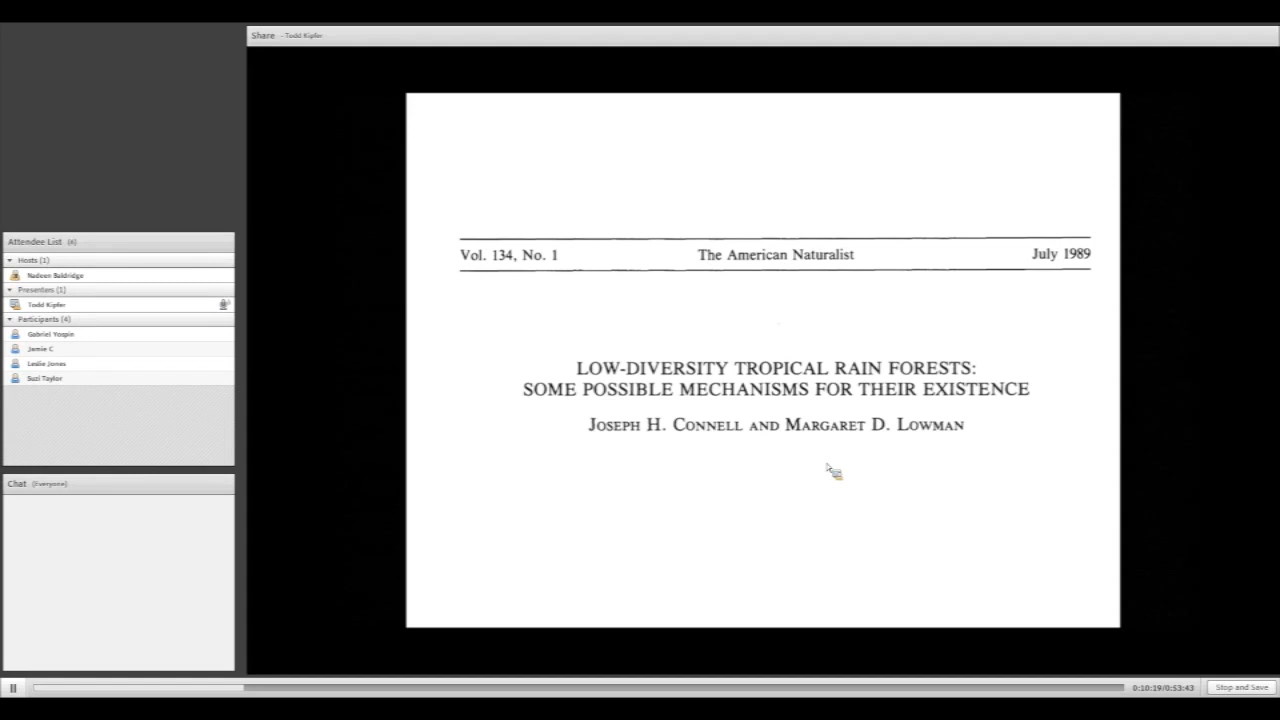 Share - Todd Kipfer
Attendee List (6)
Hosts (1)
Nadeen Baldridge
Presenters (1)
Todd Kipfer
Participants (4)
Gabriel Yospin
Jamie C
Leslie Jones
Suzi Taylor
Chat (Everyone)
Vol. 134, No. 1 The American Naturalist July 1989
LOW-DIVERSITY TROPICAL RAIN FORESTS:
SOME POSSIBLE MECHANISMS FOR THEIR EXISTENCE
JOSEPH H. CONNELL AND MARGARET D. LOWMAN
0:10:19/0:53:43 Stop and Save